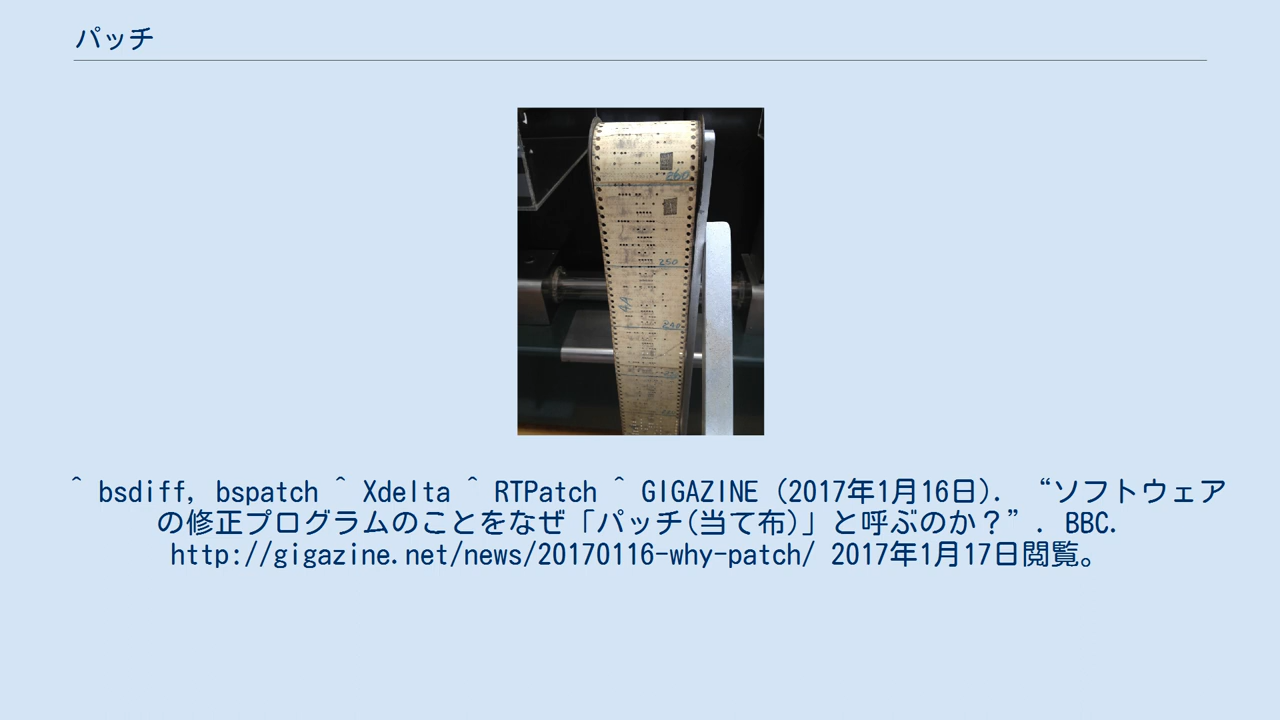 パッチ
260
250
240
^ bsdiff, bspatch ^ Xdelta ^ RTPatch ^ GIGAZINE (2017年1月16日). “ソフトウェア
の修正プログラムのことをなぜ「パッチ(当て布)」と呼ぶのか？”. BBC.
http://gigazine.net/news/20170116-why-patch/ 2017年1月17日閲覧。